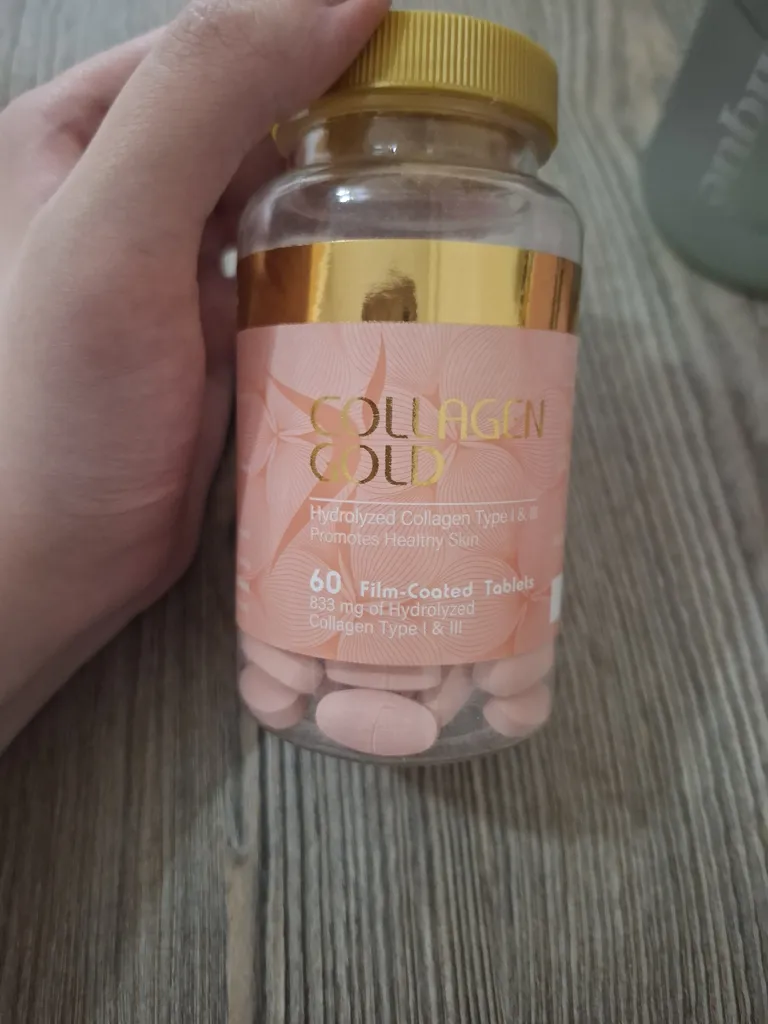 COLLAGEN
GOLD
Hydrolyzed Collagen Type I & III
Promotes Healthy Skin
60 Film-Coated Tablets
833 mg of Hydrolyzed
Collagen Type I & III